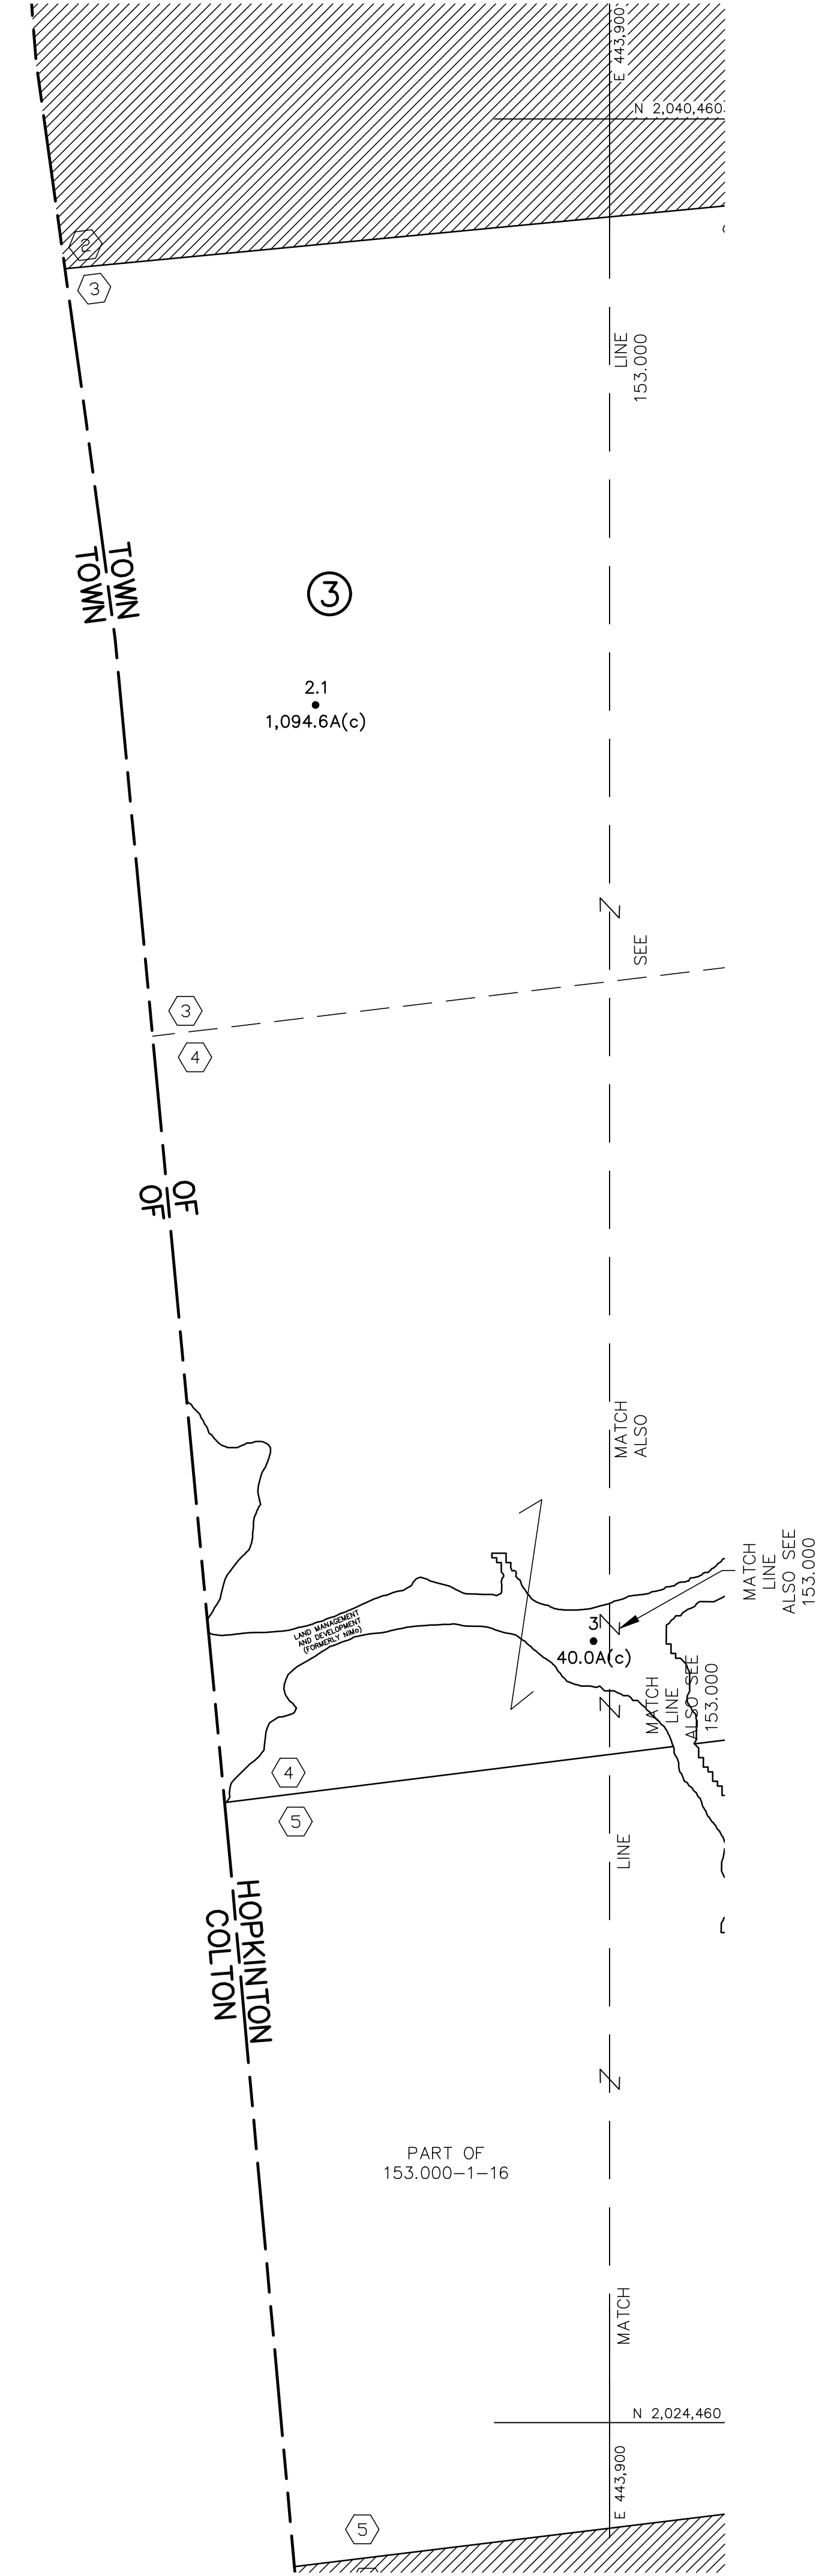 E 443,900
N 2,040,460
2
3
LINE
153.000
TOWN
TOWN
3
2.1
1,094.6A(c)
SEE
3
4
OF
OF
MATCH
ALSO
MATCH
LINE
ALSO SEE
153.000
LAND MANAGEMENT
AND DEVELOPMENT
(FORMERLY NIMo)
3
40.0A(c)
MATCH
LINE
ALSO SEE
153.000
4
5
LINE
HOPKINTON
COLTON
PART OF
153.000-1-16
MATCH
N 2,024,460
E 443,900
5